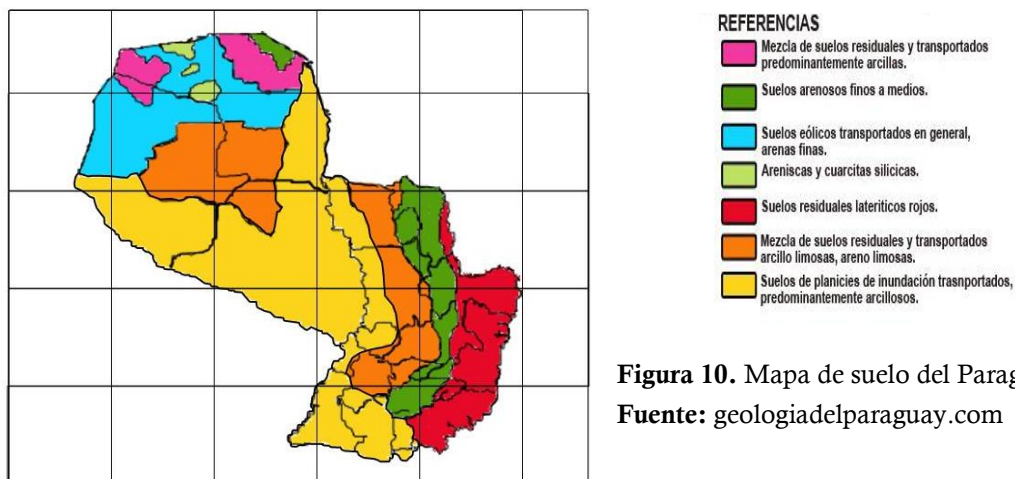 REFERENCIAS
Mezcla de suelos residuales y transportados
predominantemente arcillas.
Suelos arenosos finos a medios.
Suelos eólicos transportados en general,
arenas finas.
Areniscas y cuarcitas silicicas.
Suelos residuales lateriticos rojos.
Mezcla de suelos residuales y transportados
arcillo limosas, areno limosas.
Suelos de planicies de inundación trasnportados,
predominantemente arcillosos.
Figura 10. Mapa de suelo del Parag
Fuente: geologiadelparaguay.com